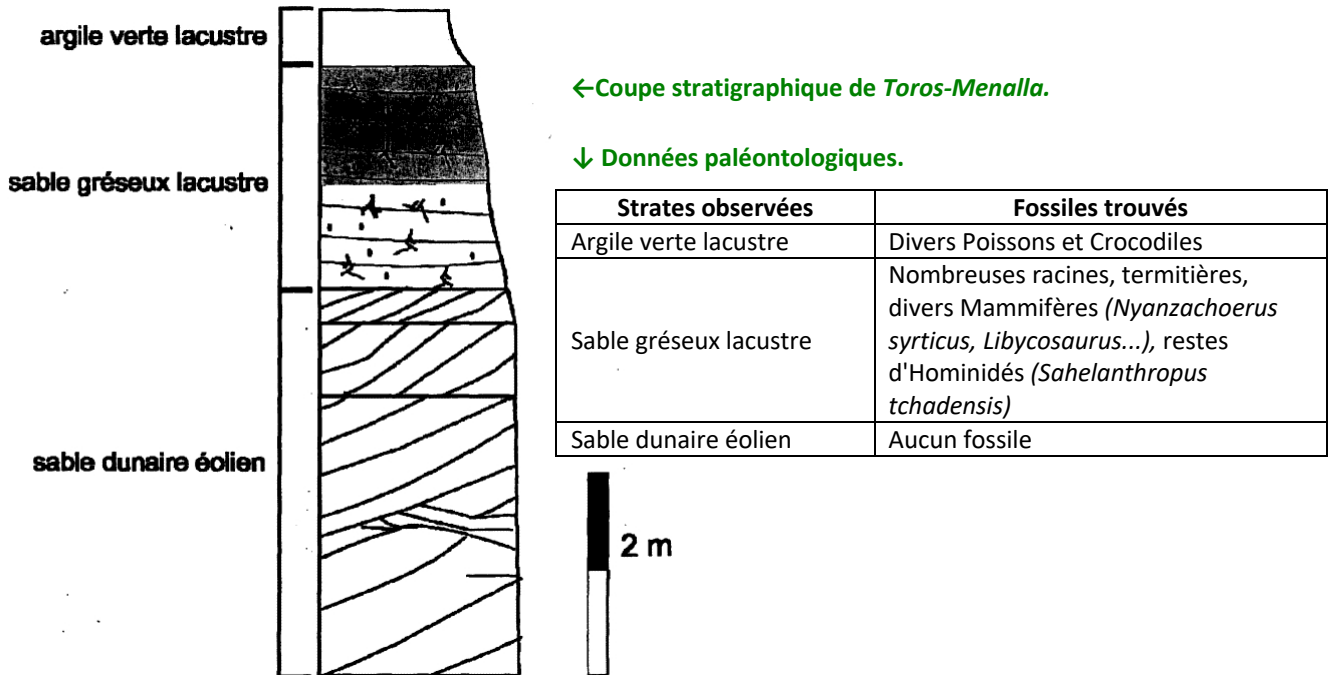 argile verte lacustre
sable gréseux lacustre
sable dunaire éolien
←Coupe stratigraphique de Toros-Menalla.
↓ Données paléontologiques.
Strates observées
Fossiles trouvés
Argile verte lacustre
Divers Poissons et Crocodiles
Sable gréseux lacustre
Nombreuses racines, termitières,
divers Mammifères (Nyanzachoerus
syrticus, Libycosaurus...), restes
d'Hominidés (Sahelanthropus
tchadensis)
Sable dunaire éolien
Aucun fossile
2 m